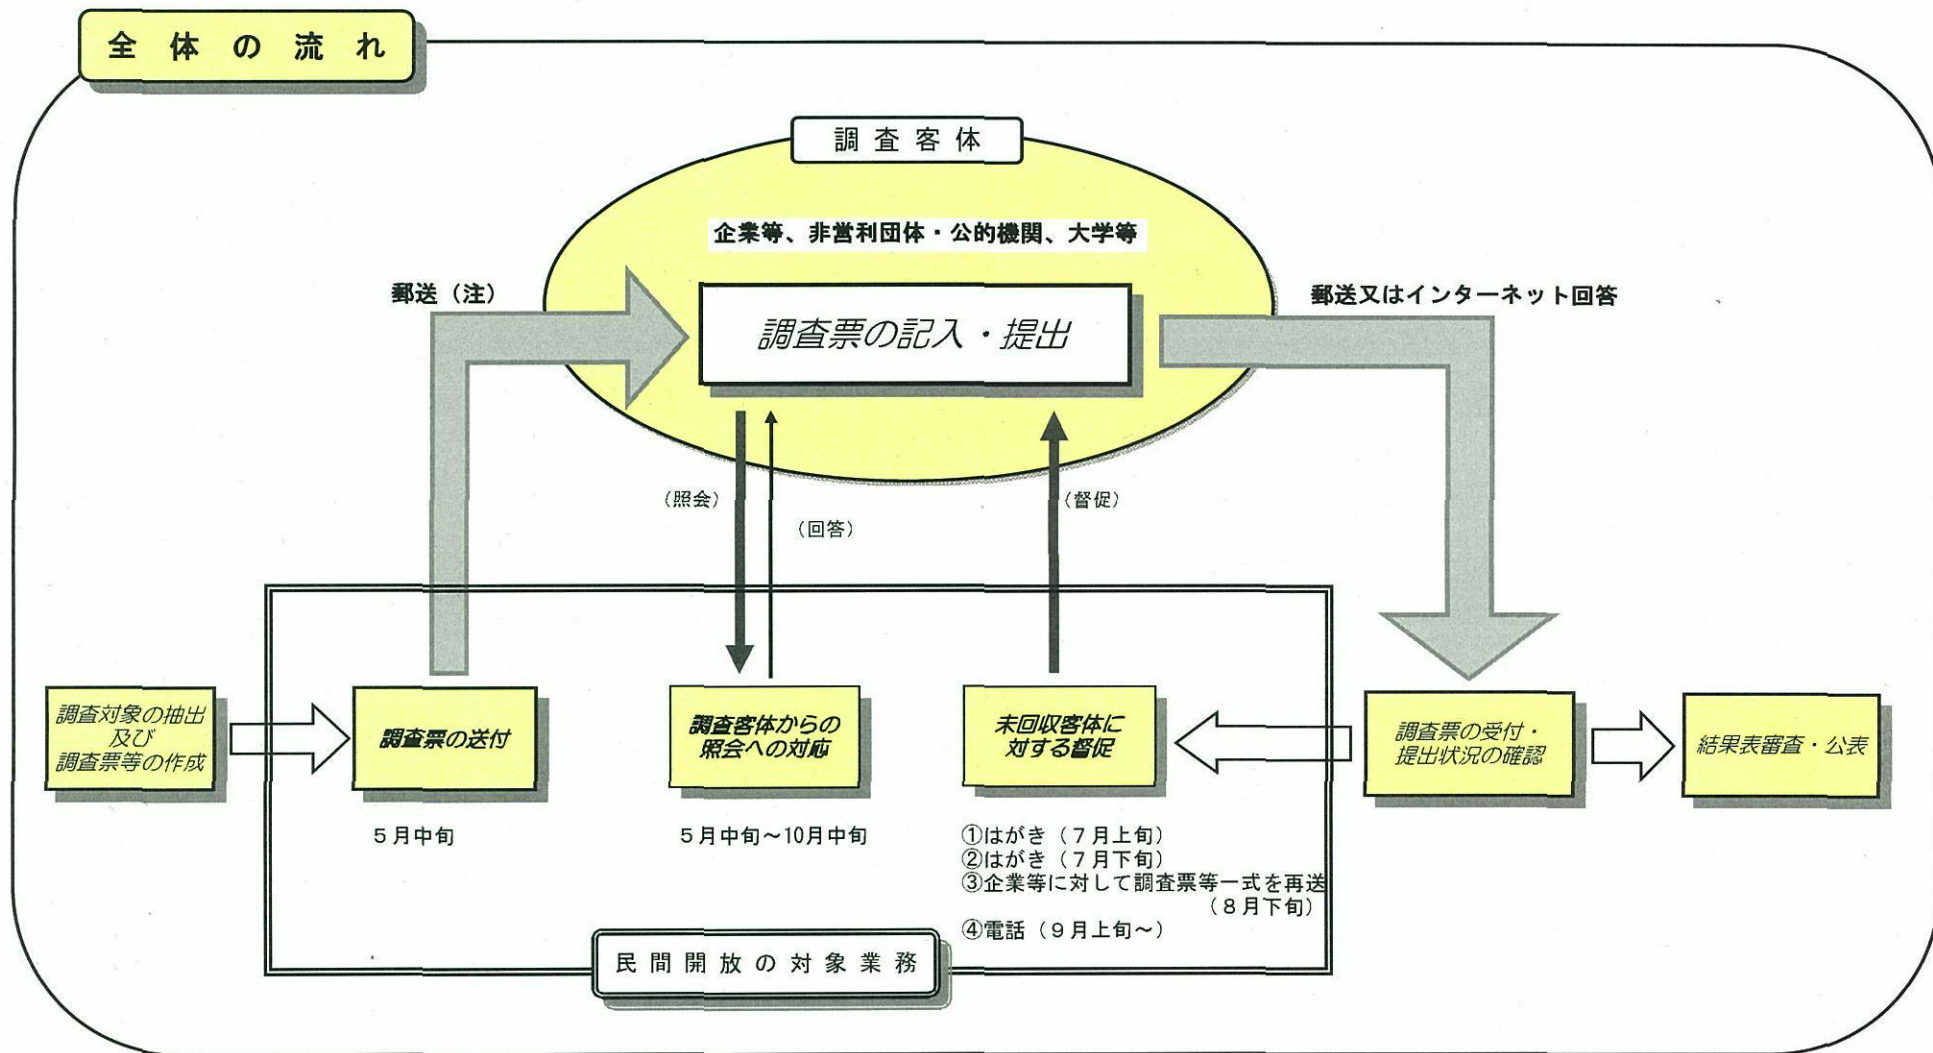 全体の流れ
調査客体
企業等、非営利団体・公的機関、大学等
郵送（注）
調査票の記入・提出
郵送又はインターネット回答
（照会）
（回答）
（督促）
調査対象の抽出
及び
調査票等の作成
調査票の送付
調査客体からの
照会への対応
未回収客体に
対する督促
調査票の受付・
提出状況の確認
結果表審査・公表
５月中旬
５月中旬～10月中旬
①はがき（７月上旬）
②はがき（７月下旬）
③企業等に対して調査票等一式を再送
（８月下旬）
④電話（９月上旬～）
民間開放の対象業務